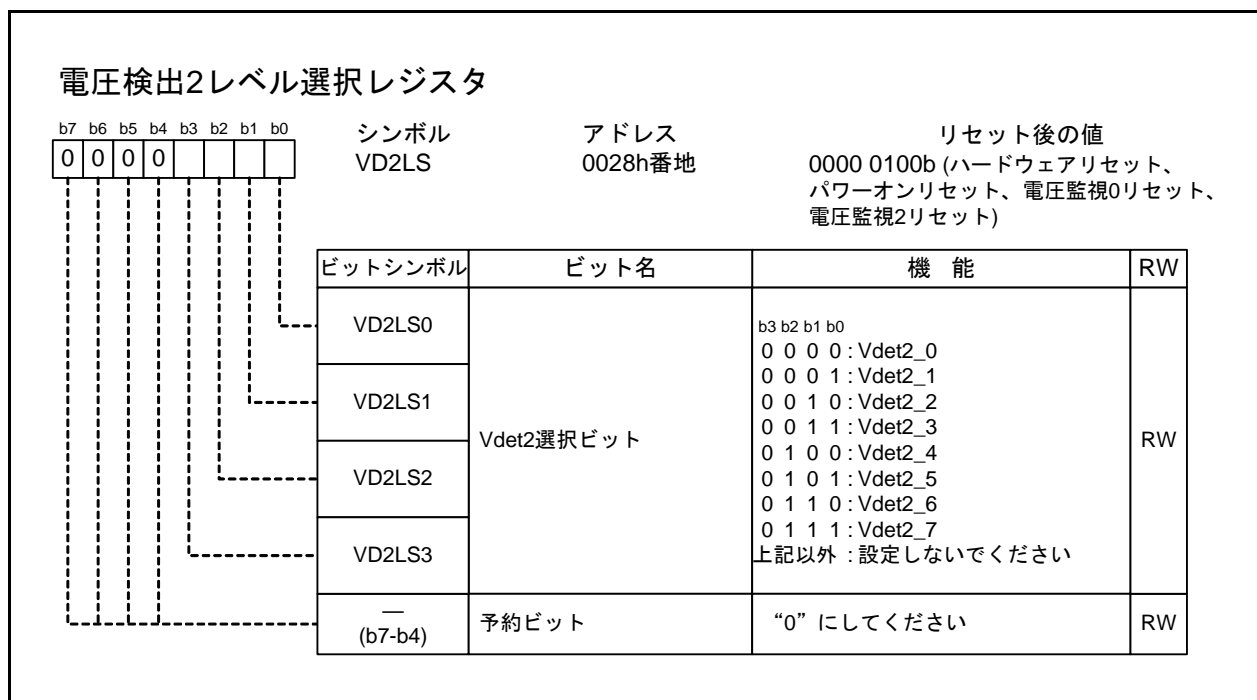 電圧検出2レベル選択レジスタ
b7 b6 b5 b4 b3 b2 b1 b0
0 0 0 0
シンボル
VD2LS
アドレス
0028h番地
リセット後の値
0000 0100b (ハードウェアリセット、
パワーオンリセット、電圧監視0リセット、
電圧監視2リセット)
ビットシンボル ビット名 機 能 RW
VD2LS0
VD2LS1
VD2LS2
VD2LS3
Vdet2選択ビット
b3 b2 b1 b0
0 0 0 0 : Vdet2_0
0 0 0 1 : Vdet2_1
0 0 1 0 : Vdet2_2
0 0 1 1 : Vdet2_3
0 1 0 0 : Vdet2_4
0 1 0 1 : Vdet2_5
0 1 1 0 : Vdet2_6
0 1 1 1 : Vdet2_7
上記以外 : 設定しないでください
RW
—
(b7-b4)
予約ビット
“0”にしてください
RW